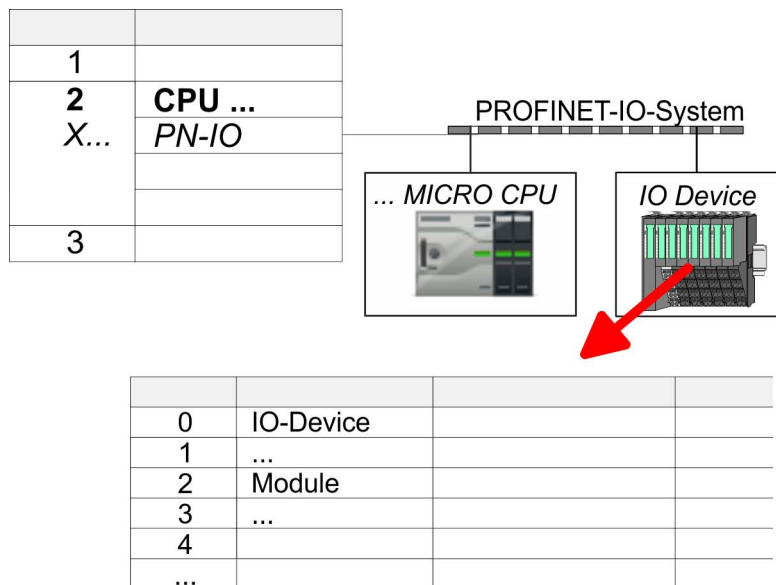 1
2 CPU ...
X... PN-IO
3
PROFINET-IO-System
... MICRO CPU
IO Device
0 IO-Device
1 ...
2 Module
3 ...
4
...